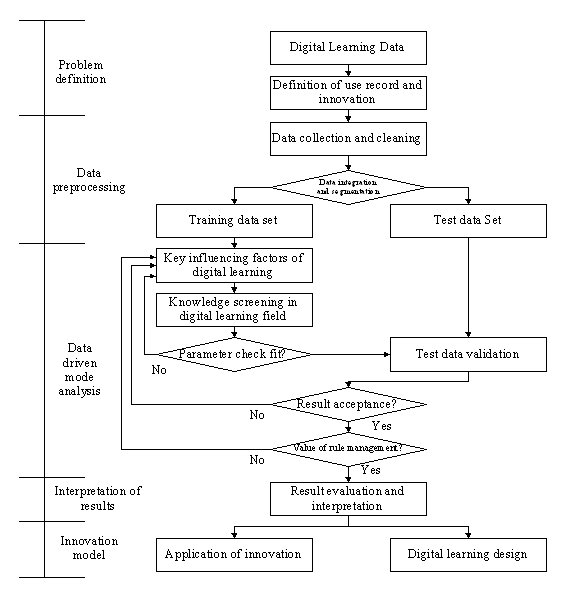 Problem
definition
Digital Learning Data
Definition of use record and
innovation
Data
preprocessing
Data collection and cleaning
Data integration
and segmentation
Training data set
Test data Set
Data
driven
mode
analysis
Key influencing factors of
digital learning
Knowledge screening in
digital learning field
Parameter check fit?
No
Test data validation
Result acceptance?
No
Yes
Value of rule management?
No
Yes
Interpretation of
results
Result evaluation and
interpretation
Innovation
model
Application of innovation
Digital learning design